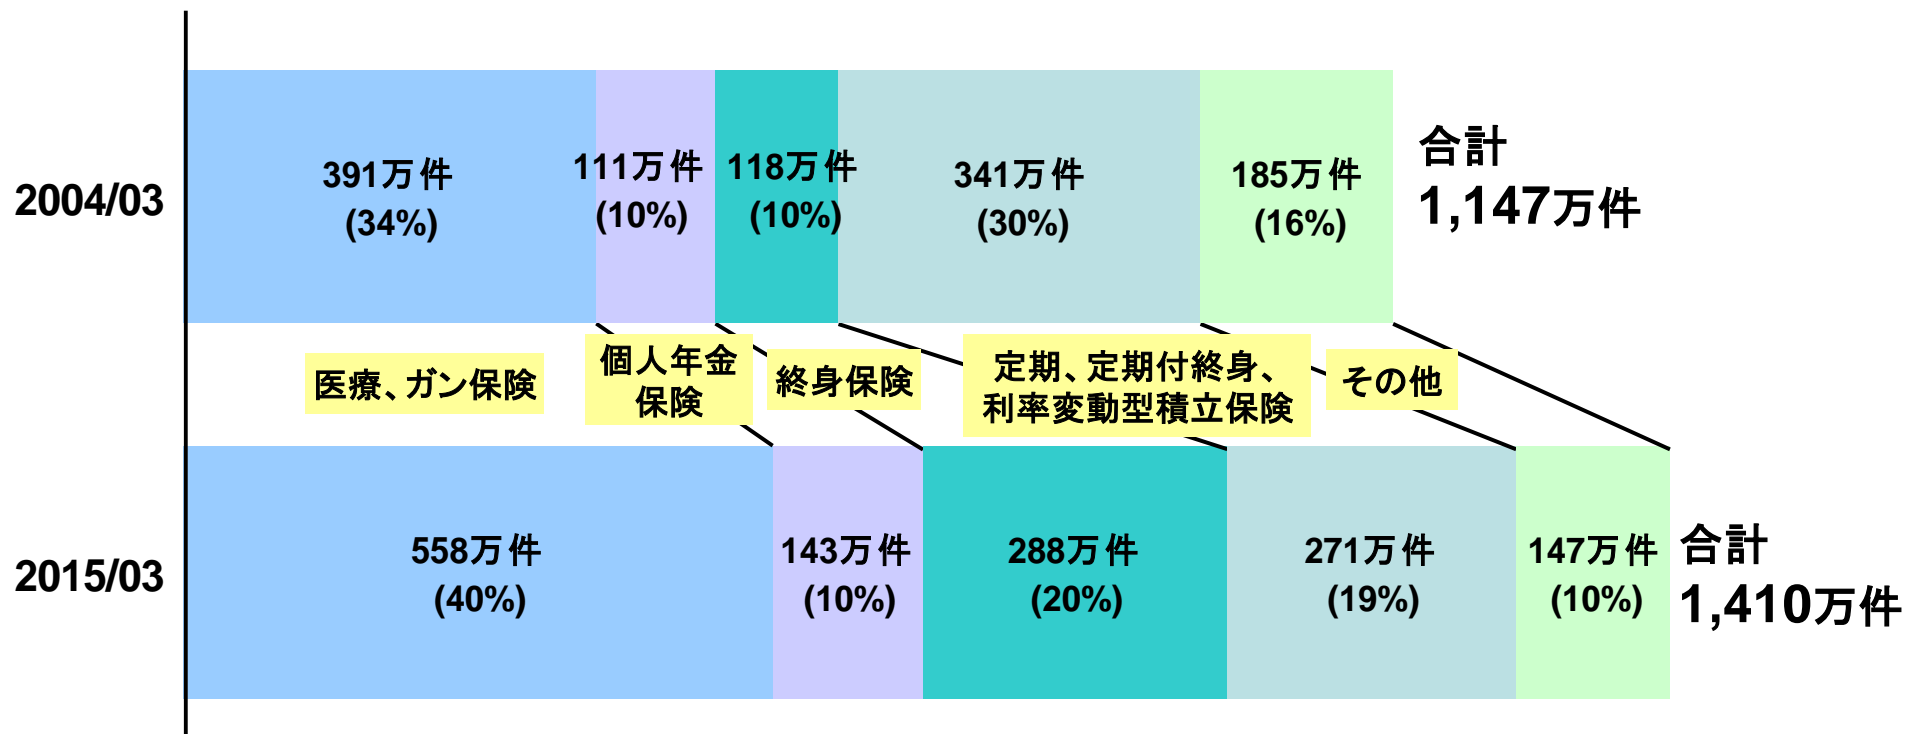 2004/03
391万件
(34%)
111万件
(10%)
118万件
(10%)
341万件
(30%)
185万件
(16%)
合計
1,147万件
医療、ガン保険
個人年金
保険
終身保険
定期、定期付終身、
利率変動型積立保険
その他
2015/03
558万件
(40%)
143万件
(10%)
288万件
(20%)
271万件
(19%)
147万件
(10%)
合計
1,410万件